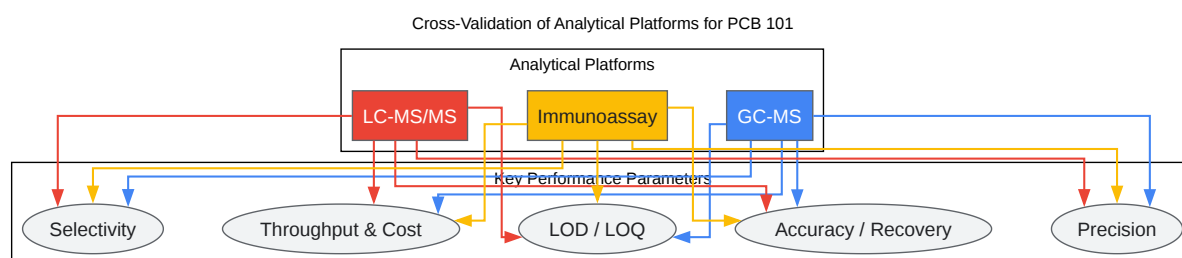 Cross-Validation of Analytical Platforms for PCB 101
Analytical Platforms
LC-MS/MS
Immunoassay
GC-MS
Key Performance Parameters
Selectivity
Throughput & Cost
LOD / LOQ
Accuracy / Recovery
Precision